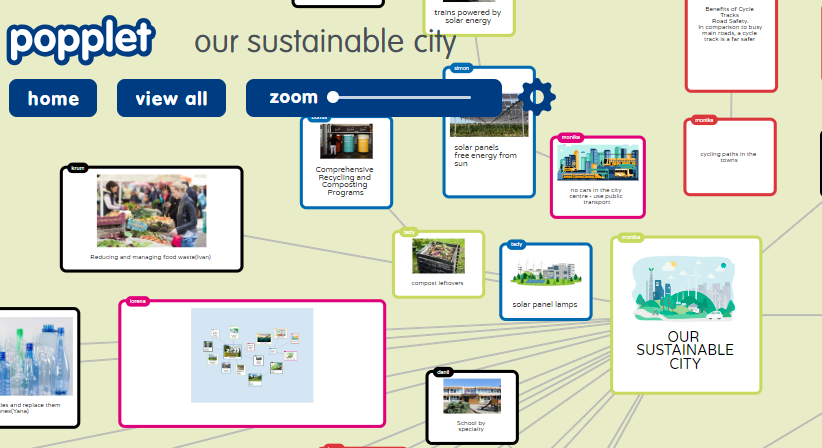 trains powered by
solar energy
Benefits of Cycle
Tracks
Road Safety.
In comparison to busy
main roads, a cycle
track is a far safer
popplet
our sustainable city
home
view all
zoom
simon
solar panels
free energy from
sun
Comprehensive
Recycling and
Composting
Programs
monika
no cars in the city
centre - use public
transport
monika
cycling paths in the
towns
krum
Reducing and managing food waste(Ivan)
tedy
compost leftovers
tedy
solar panel lamps
monika
OUR
SUSTAINABLE
CITY
lorena
les and replace them
nes(Yana)
danil
School by
specialty